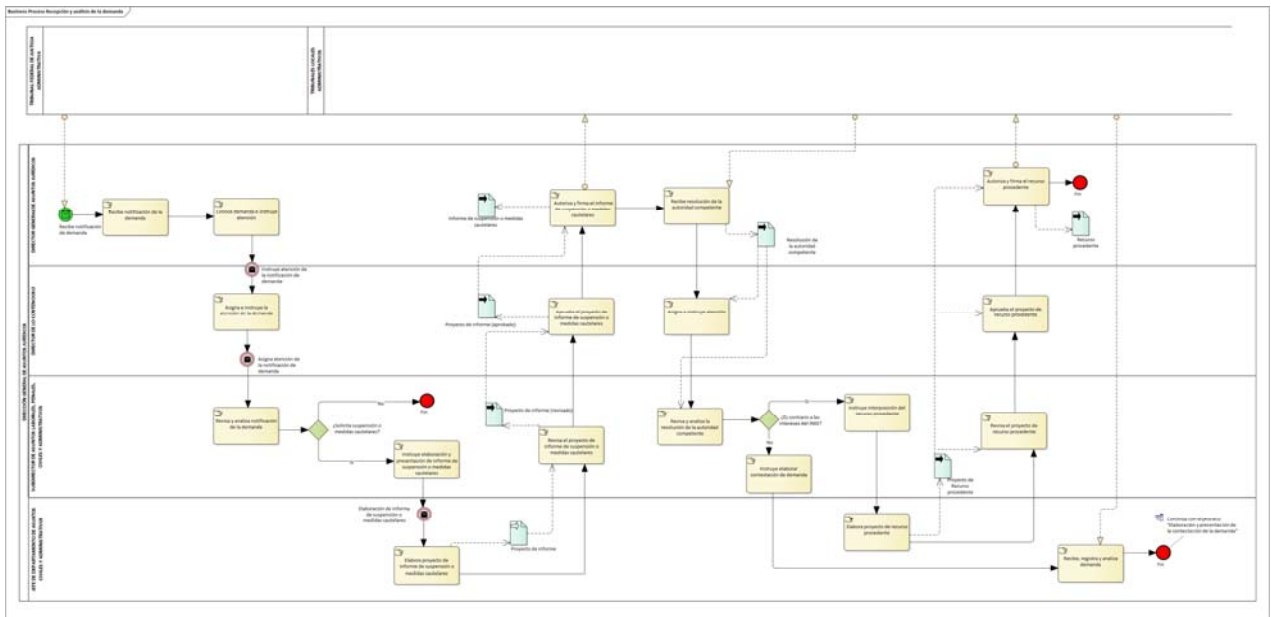 Business Process Recepción y análisis de la demanda
TRIBUNAL FEDERAL DE JUSTICIA
ADMINISTRATIVA
TRIBUNALES LOCALES
ADMINISTRATIVOS
DIRECCIÓN GENERAL DE ASUNTOS JURÍDICOS
DIRECTOR GENERAL DE ASUNTOS JURÍDICOS
Recibe notificación
de demanda
Recibe notificación de la
demanda
Conoce demanda e instruye
atención
Instruye atención de
la notificación de
demanda
Informe de suspensión o medidas
cautelares
Autoriza y firma el informe
de suspensión o medidas
cautelares
Recibe resolución de la
autoridad competente
Resolución de
la autoridad
competente
Autoriza y firma el recurso
procedente
Fin
Recurso
procedente
DIRECTOR DE LO CONTENCIOSO
Asigna e instruye la
atención de la demanda
Asigna atención de
la notificación de
demanda
Proyecto de informe (aprobado)
Aprueba el proyecto de
informe de suspensión o
medidas cautelares
Asigna e instruye atención
Aprueba el proyecto de
recurso procedente
SUBDIRECTOR DE ASUNTOS LABORALES, PENALES,
CIVILES Y ADMINISTRATIVOS
Revisa y analiza notificación
de la demanda
¿Solicita suspensión o
medidas cautelares?
No
Fin
Si
Instruye elaboración y
presentación de informe de
suspensión o medidas
cautelares
Proyecto de informe (revisado)
Revisa el proyecto de
informe de suspensión o
medidas cautelares
Revisa y analiza la
resolución de la autoridad
competente
¿Es contrario a los
intereses del
Si
No
Instruye interposición del
recurso procedente
Instruye elaborar
contestación de demanda
Proyecto de
Recurso
procedente
Revisa el proyecto de
recurso procedente
JEFE DE DEPARTAMENTO DE ASUNTOS
CIVILES Y ADMINISTRATIVOS
Elaboración de informe
de suspensión o
medidas cautelares
Elabora proyecto de
informe de suspensión o
medidas cautelares
Proyecto de informe
Elabora proyecto de recurso
procedente
Recibe, registra y analiza
demanda
Fin
Continúa con el proceso
"Elaboración y presentación de
la contestación de la demanda"